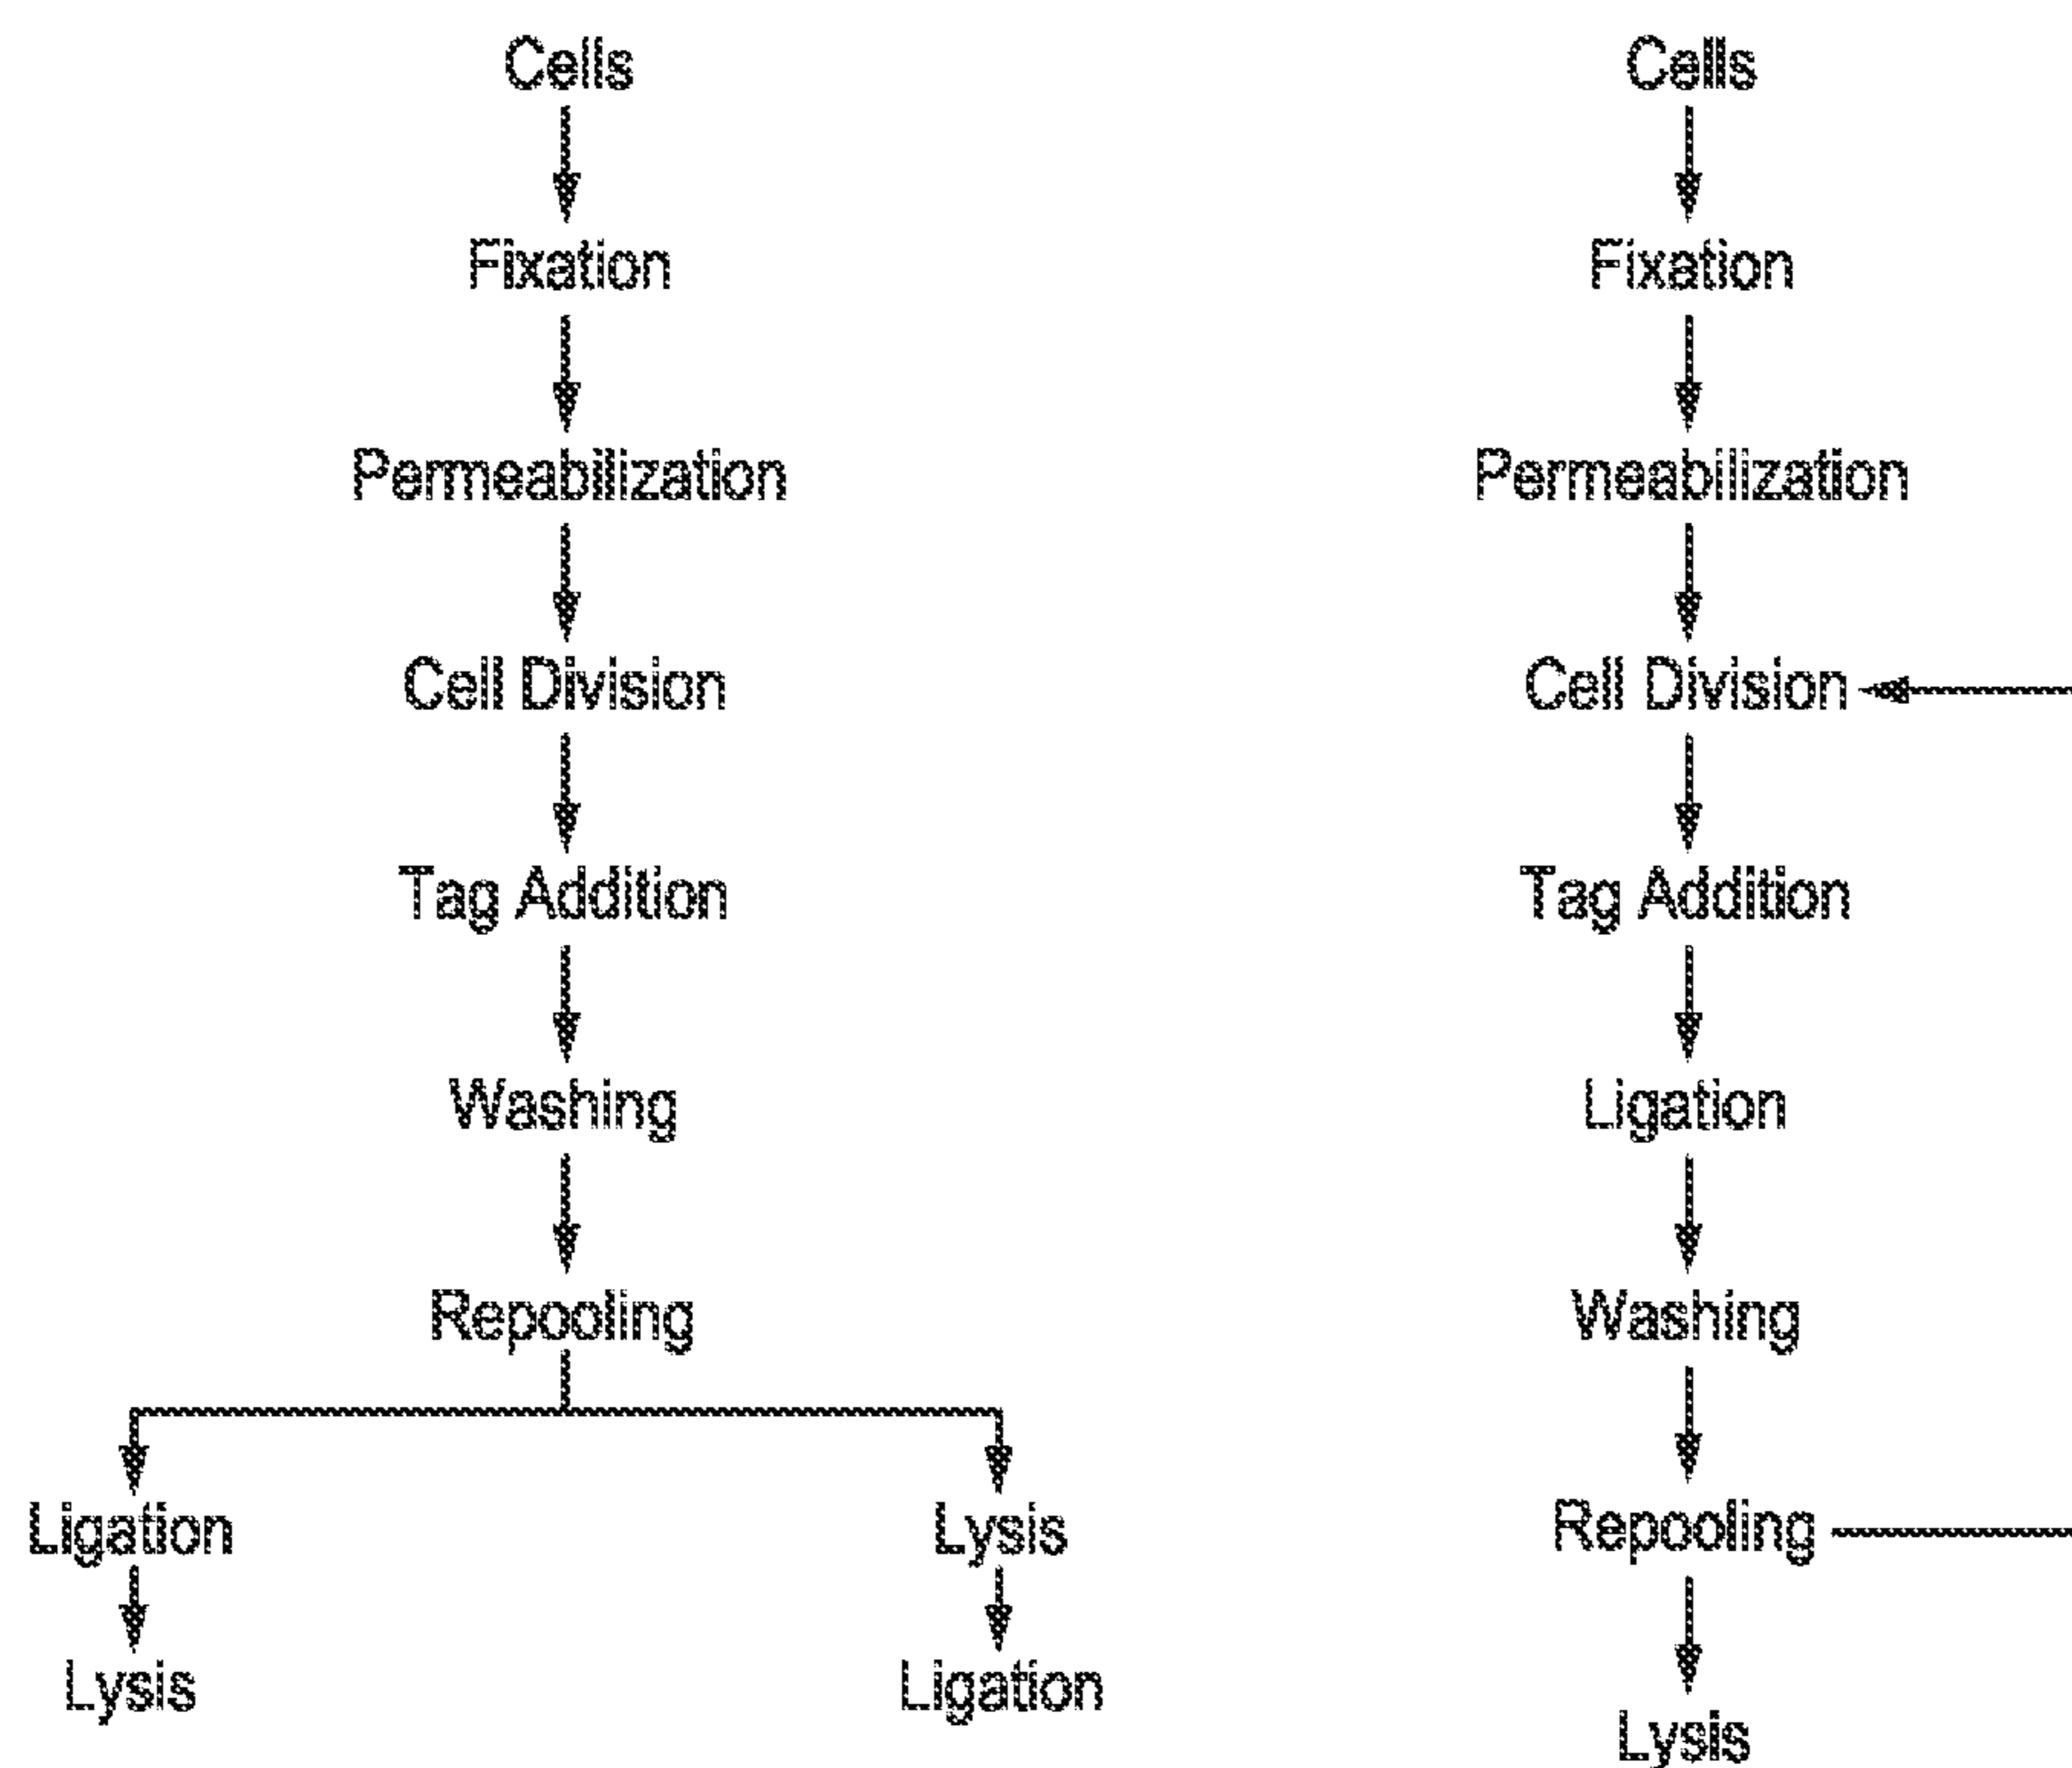 Cells
Fixation
Permeabilization
Cell Division
Tag Addition
Washing
Repooling
Ligation
Lysis
Lysis
Ligation
Cells
Fixation
Permeabilization
Cell Division
Tag Addition
Ligation
Washing
Repooling
Lysis